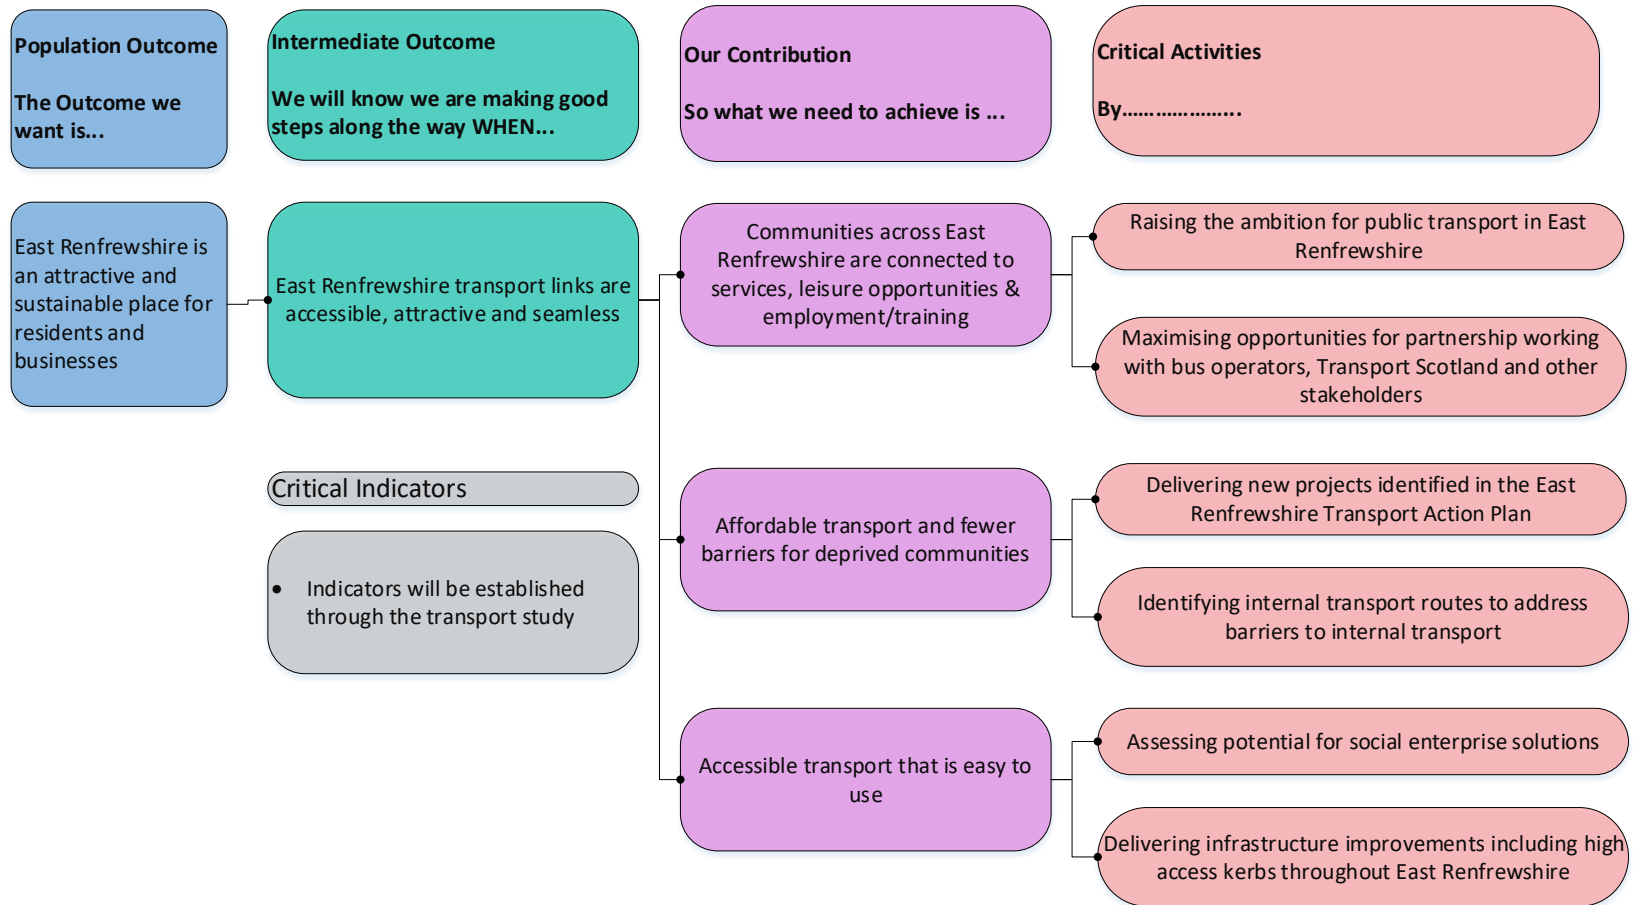 Population Outcome
The Outcome we
want is...
Intermediate Outcome
We will know we are making good
steps along the way WHEN...
Our Contribution
So what we need to achieve is ...
Critical Activities
By………………...
East Renfrewshire is
an attractive and
sustainable place for
residents and
businesses
East Renfrewshire transport links are
accessible, attractive and seamless
Critical Indicators
• Indicators will be established
through the transport study
Communities across East
Renfrewshire are connected to
services, leisure opportunities &
employment/training
Raising the ambition for public transport in East
Renfrewshire
Maximising opportunities for partnership working
with bus operators, Transport Scotland and other
stakeholders
Affordable transport and fewer
barriers for deprived communities
Delivering new projects identified in the East
Renfrewshire Transport Action Plan
Identifying internal transport routes to address
barriers to internal transport
Accessible transport that is easy to
use
Assessing potential for social enterprise solutions
Delivering infrastructure improvements including high
access kerbs throughout East Renfrewshire